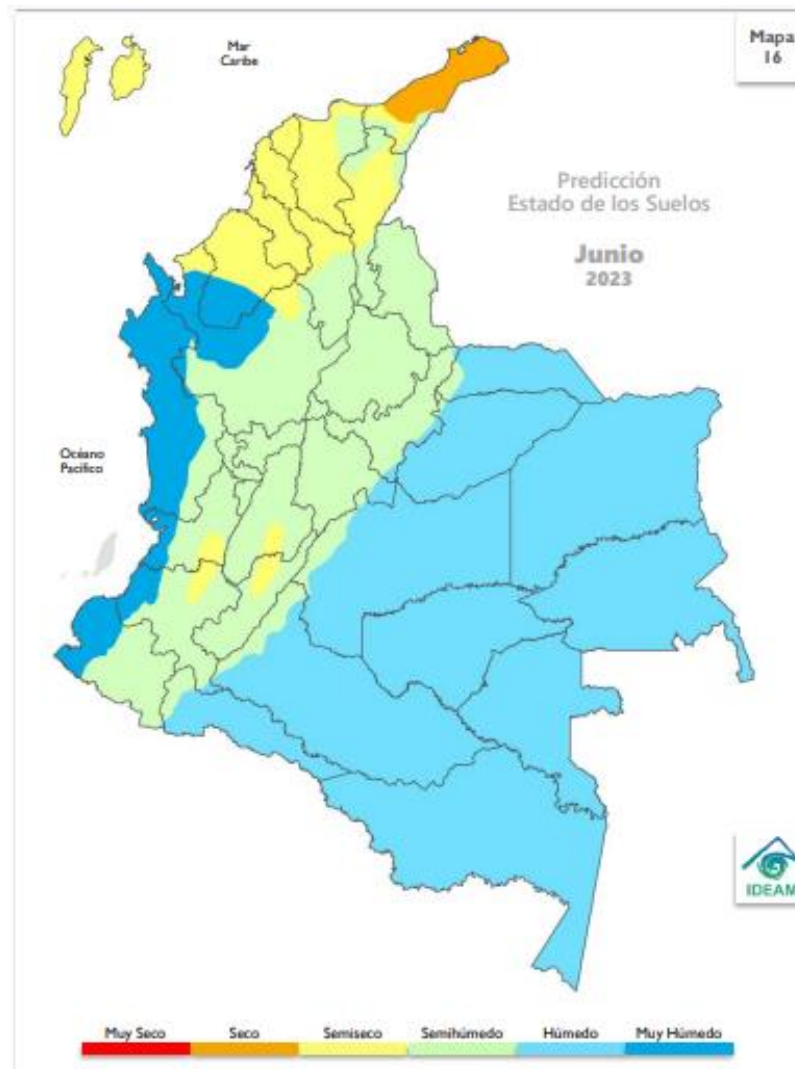 Mapa
16
Mar
Caribe
Predicción
Estado de los Suelos
Junio
2023
Océano
Pacífico
IDEAM
Muy Seco Seco Semiseco Semihúmedo Húmedo Muy Húmedo